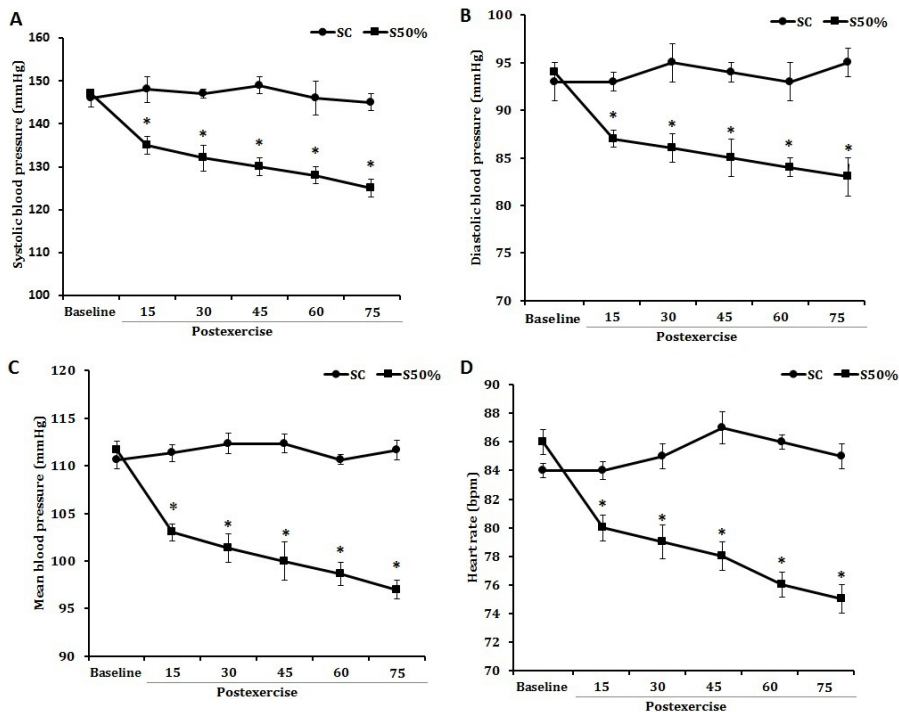 A
SC S50%
Systolic blood pressure (mmHg)
160
150
140
130
120
110
100
Baseline 15 30 45 60 75
Postexercise
* * * * *
B
SC S50%
Diastolic blood pressure (mmHg)
100
95
90
85
80
75
70
Baseline 15 30 45 60 75
Postexercise
* * * * *
C
SC S50%
Mean blood pressure (mmHg)
120
115
110
105
100
95
90
Baseline 15 30 45 60 75
Postexercise
* * * * *
D
SC S50%
Heart rate (bpm)
90
88
86
84
82
80
78
76
74
72
70
Baseline 15 30 45 60 75
Postexercise
* * * * *